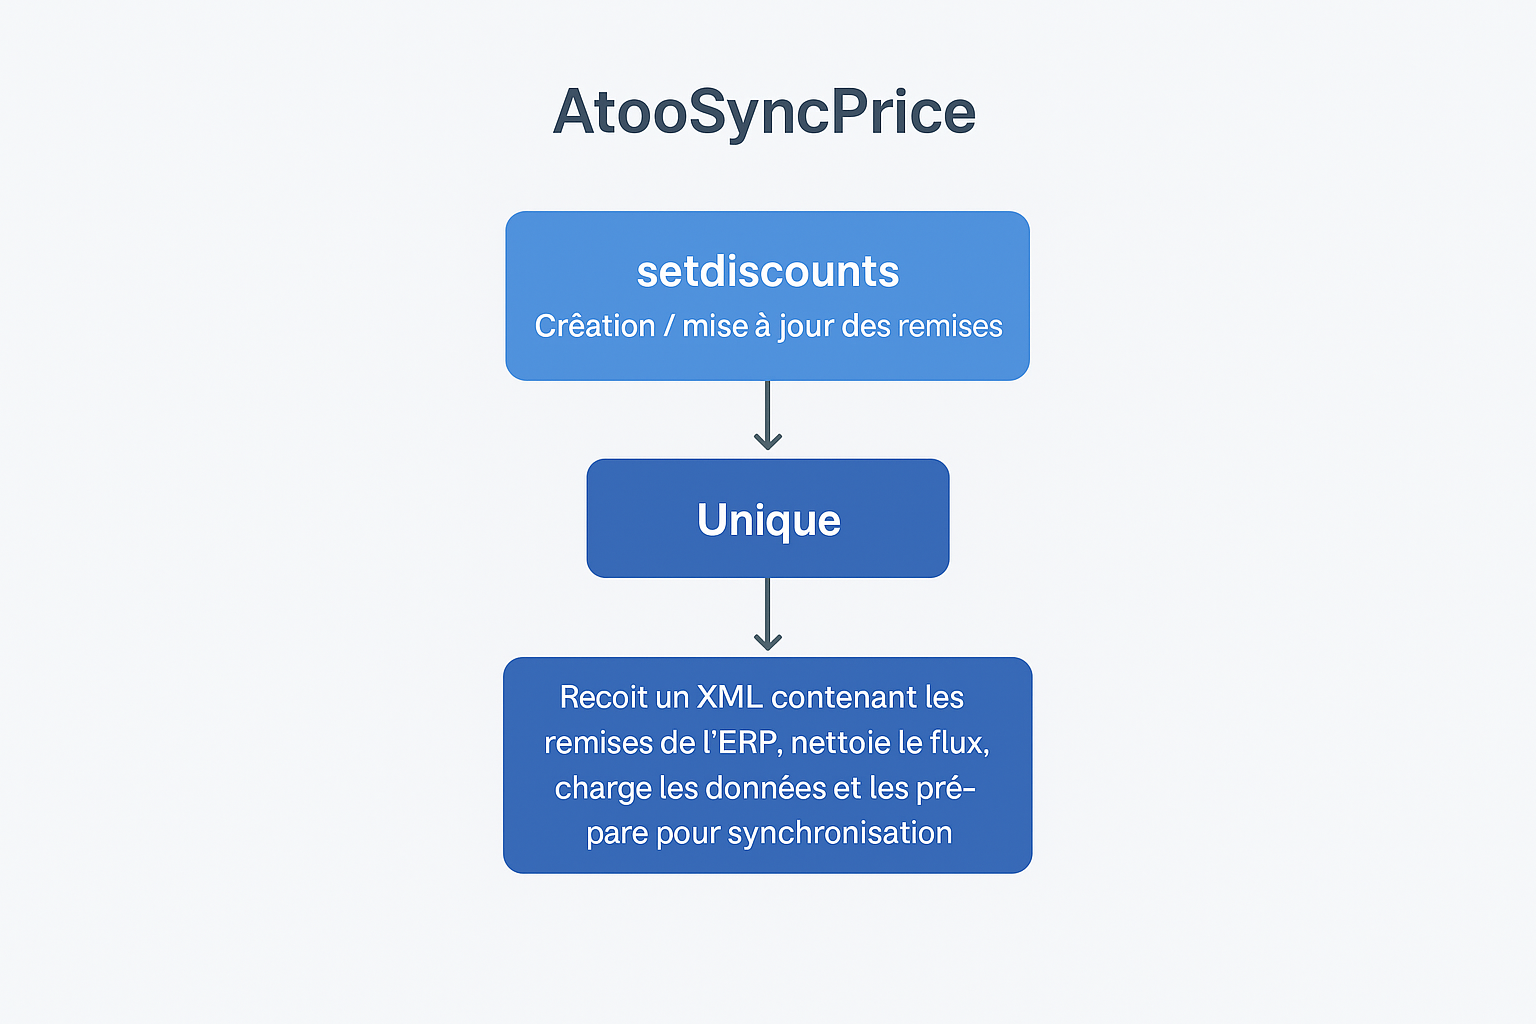 AtooSyncPrice
setdiscounts
Crêation / mise à jour des remises
Unique
Recoit un XML contenant les
remises de l’ERP, nettoie le flux,
charge les données et les pré-
pare pour synchronisation